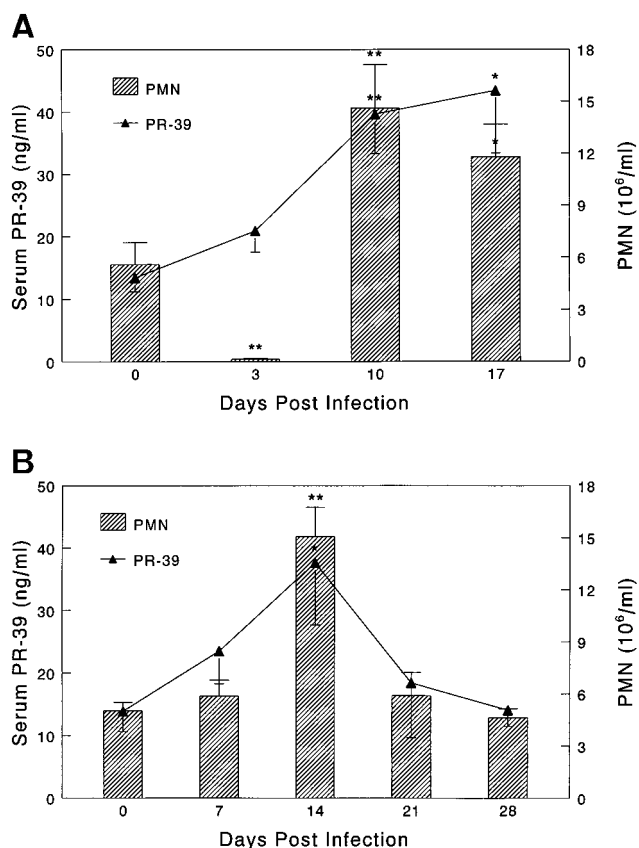 A
50
40
30
20
10
0
Serum PR-39 (ng/ml)
PMN
PR-39
**
**
**
*
*
18
15
12
9
6
3
0
PMN (10⁶/ml)
0 3 10 17
Days Post Infection
B
50
40
30
20
10
0
Serum PR-39 (ng/ml)
PMN
PR-39
**
*
18
15
12
9
6
3
0
PMN (10⁶/ml)
0 7 14 21 28
Days Post Infection